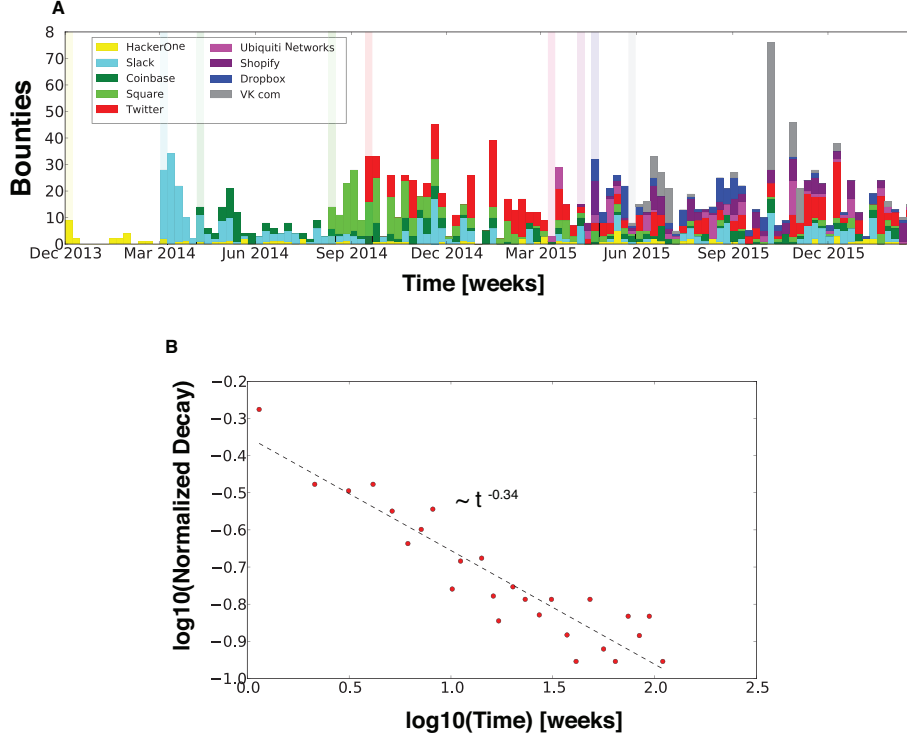 A
8
70
60
50
40
30
20
10
0
Bounties
HackerOne
Slack
Coinbase
Square
Twitter
Ubiquiti Networks
Shopify
Dropbox
VK com
Dec 2013 Mar 2014 Jun 2014 Sep 2014 Dec 2014 Mar 2015 Jun 2015 Sep 2015 Dec 2015
Time [weeks]
B
−0.2
−0.3
−0.4
−0.5
−0.6
−0.7
−0.8
−0.9
−1.0
log10(Normalized Decay)
~ t -0.34
0.0 0.5 1.0 1.5 2.0 2.5
log10(Time) [weeks]